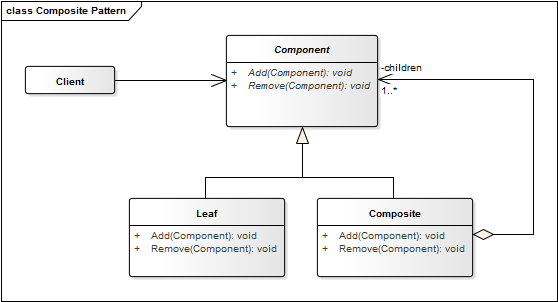 class Composite Pattern
Component
+ Add(Component): void
+ Remove(Component): void
Client
-children
1..*
Leaf
+ Add(Component): void
+ Remove(Component): void
Composite
+ Add(Component): void
+ Remove(Component): void